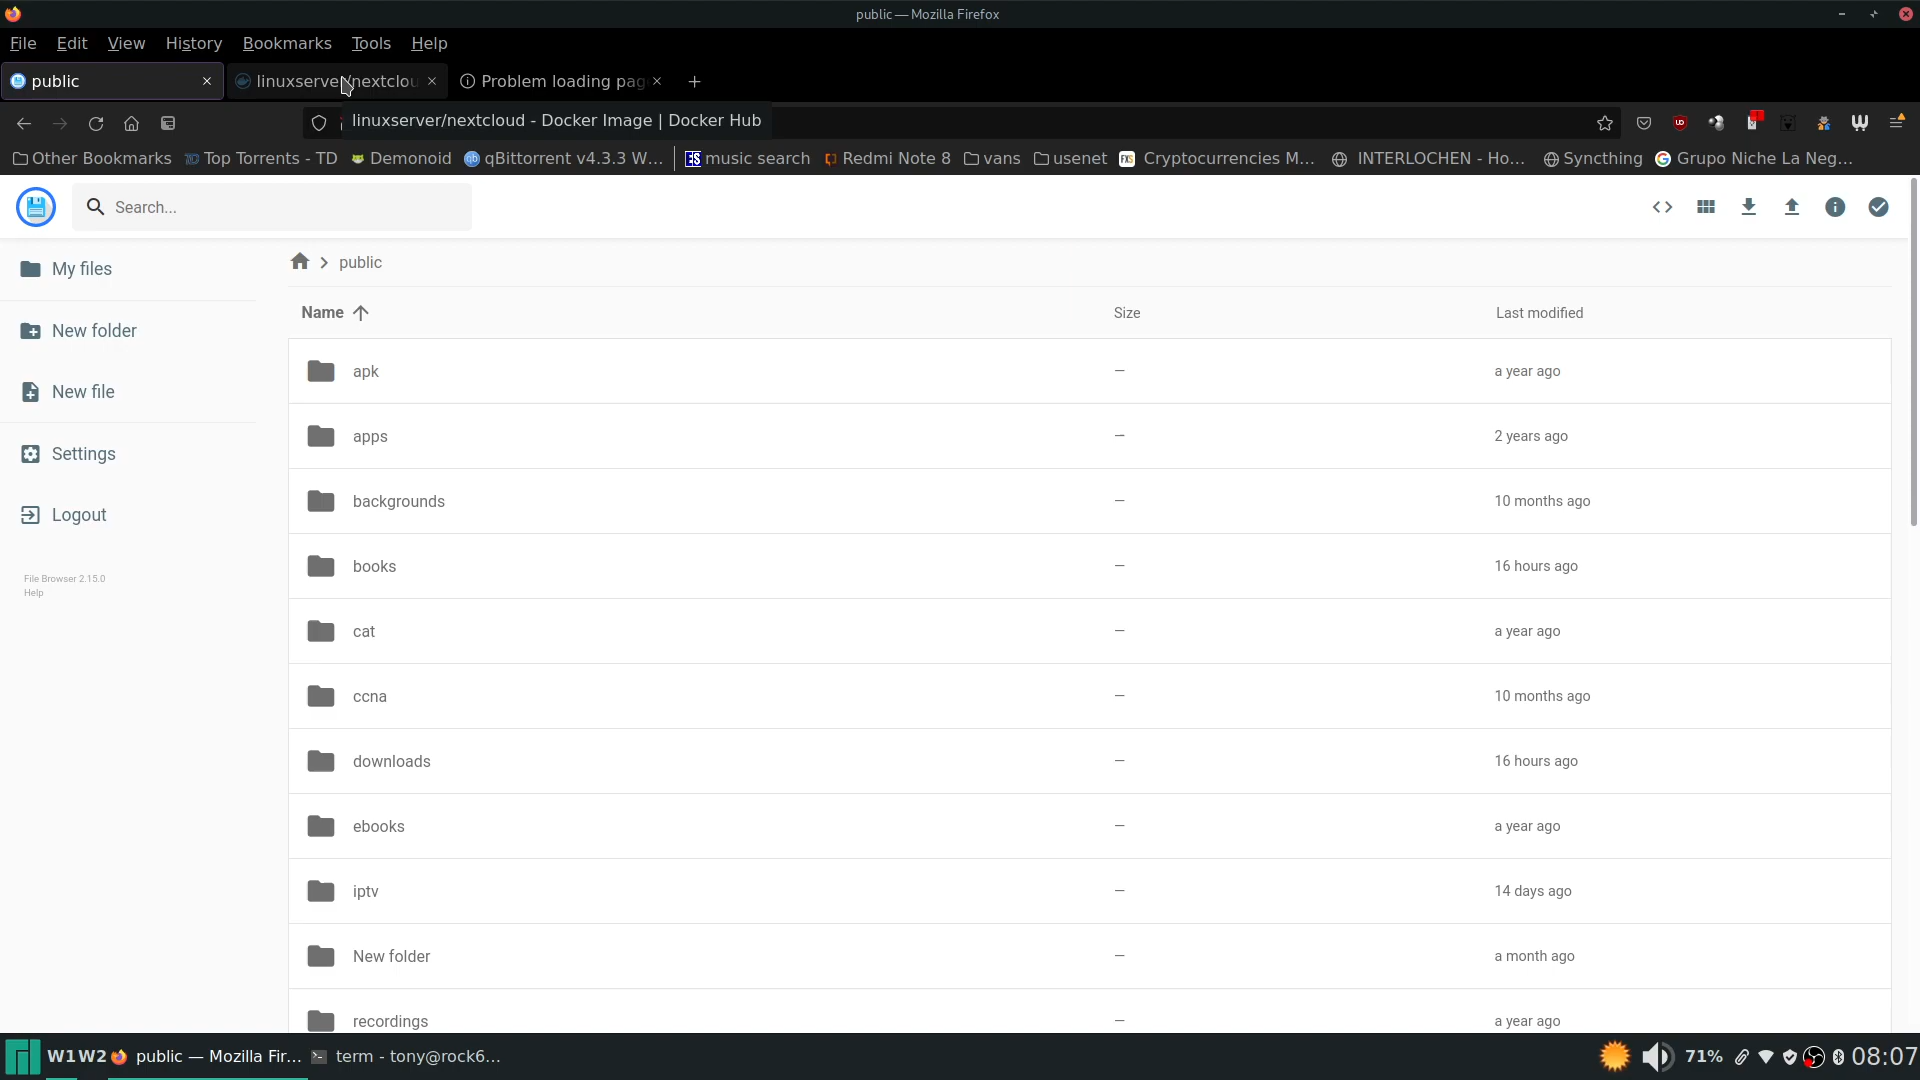 public — Mozilla Firefox
File Edit View History Bookmarks Tools Help
public linuxserver/nextclou Problem loading pag
linuxserver/nextcloud - Docker Image | Docker Hub
Other Bookmarks Top Torrents - TD Demonoid qBittorrent v4.3.3 W... music search Redmi Note 8 vans usenet Cryptocurrencies M... INTERLOCHEN - Ho... Syncthing Grupo Niche La Neg...
Search...
My files
New folder
New file
Settings
Logout
File Browser 2.15.0
Help
public
Name Size Last modified
apk — a year ago
apps — 2 years ago
backgrounds — 10 months ago
books — 16 hours ago
cat — a year ago
ccna — 10 months ago
downloads — 16 hours ago
ebooks — a year ago
iptv — 14 days ago
New folder — a month ago
recordings — a year ago
W1 W2 public — Mozilla Fir... term - tony@rock6... 71% 08:07